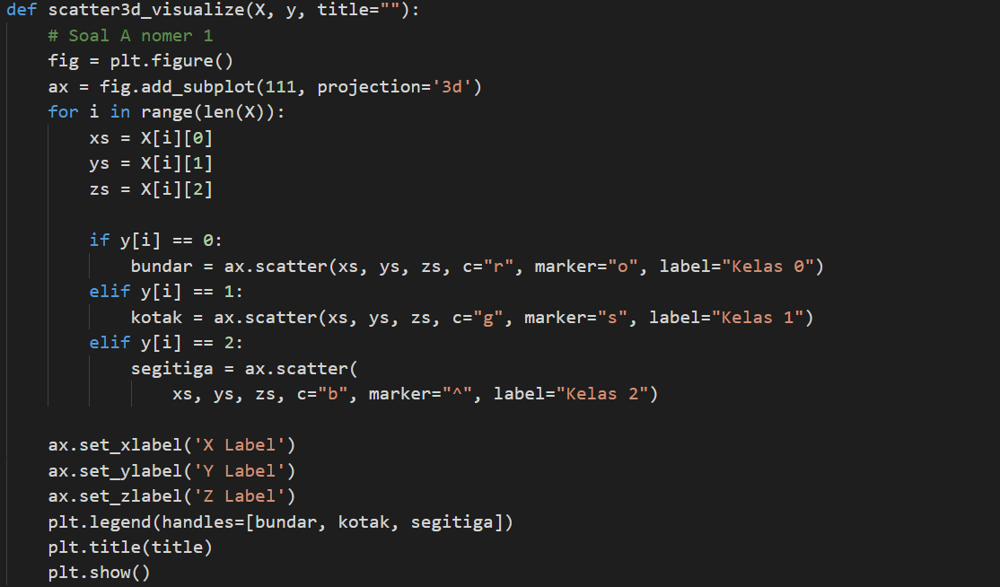 def scatter3d_visualize(X, y, title=""):
    # Soal A nomer 1
    fig = plt.figure()
    ax = fig.add_subplot(111, projection='3d')
    for i in range(len(X)):
        xs = X[i][0]
        ys = X[i][1]
        zs = X[i][2]

        if y[i] == 0:
            bundar = ax.scatter(xs, ys, zs, c="r", marker="o", label="Kelas 0")
        elif y[i] == 1:
            kotak = ax.scatter(xs, ys, zs, c="g", marker="s", label="Kelas 1")
        elif y[i] == 2:
            segitiga = ax.scatter(
                xs, ys, zs, c="b", marker="^", label="Kelas 2")

    ax.set_xlabel('X Label')
    ax.set_ylabel('Y Label')
    ax.set_zlabel('Z Label')
    plt.legend(handles=[bundar, kotak, segitiga])
    plt.title(title)
    plt.show()